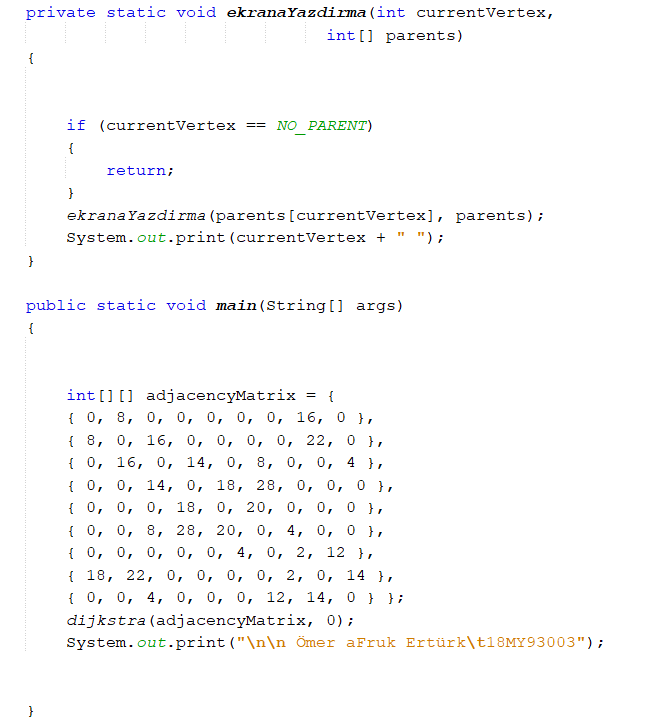 private static void ekranaYazdirma(int currentVertex,
int[] parents)
{
if (currentVertex == NO_PARENT)
{
return;
}
ekranaYazdirma(parents[currentVertex], parents);
System.out.print(currentVertex + " ");
}
public static void main(String[] args)
{
int[][] adjacencyMatrix = {
{ 0, 8, 0, 0, 0, 0, 0, 16, 0 },
{ 8, 0, 16, 0, 0, 0, 0, 22, 0 },
{ 0, 16, 0, 14, 0, 8, 0, 0, 4 },
{ 0, 0, 14, 0, 18, 28, 0, 0, 0 },
{ 0, 0, 0, 18, 0, 20, 0, 0, 0 },
{ 0, 0, 8, 28, 20, 0, 4, 0, 0 },
{ 0, 0, 0, 0, 0, 4, 0, 2, 12 },
{ 18, 22, 0, 0, 0, 0, 2, 0, 14 },
{ 0, 0, 4, 0, 0, 0, 12, 14, 0 } };
dijkstra(adjacencyMatrix, 0);
System.out.print("\n\n Ömer aFruk Ertürk\t18MY93003");
}